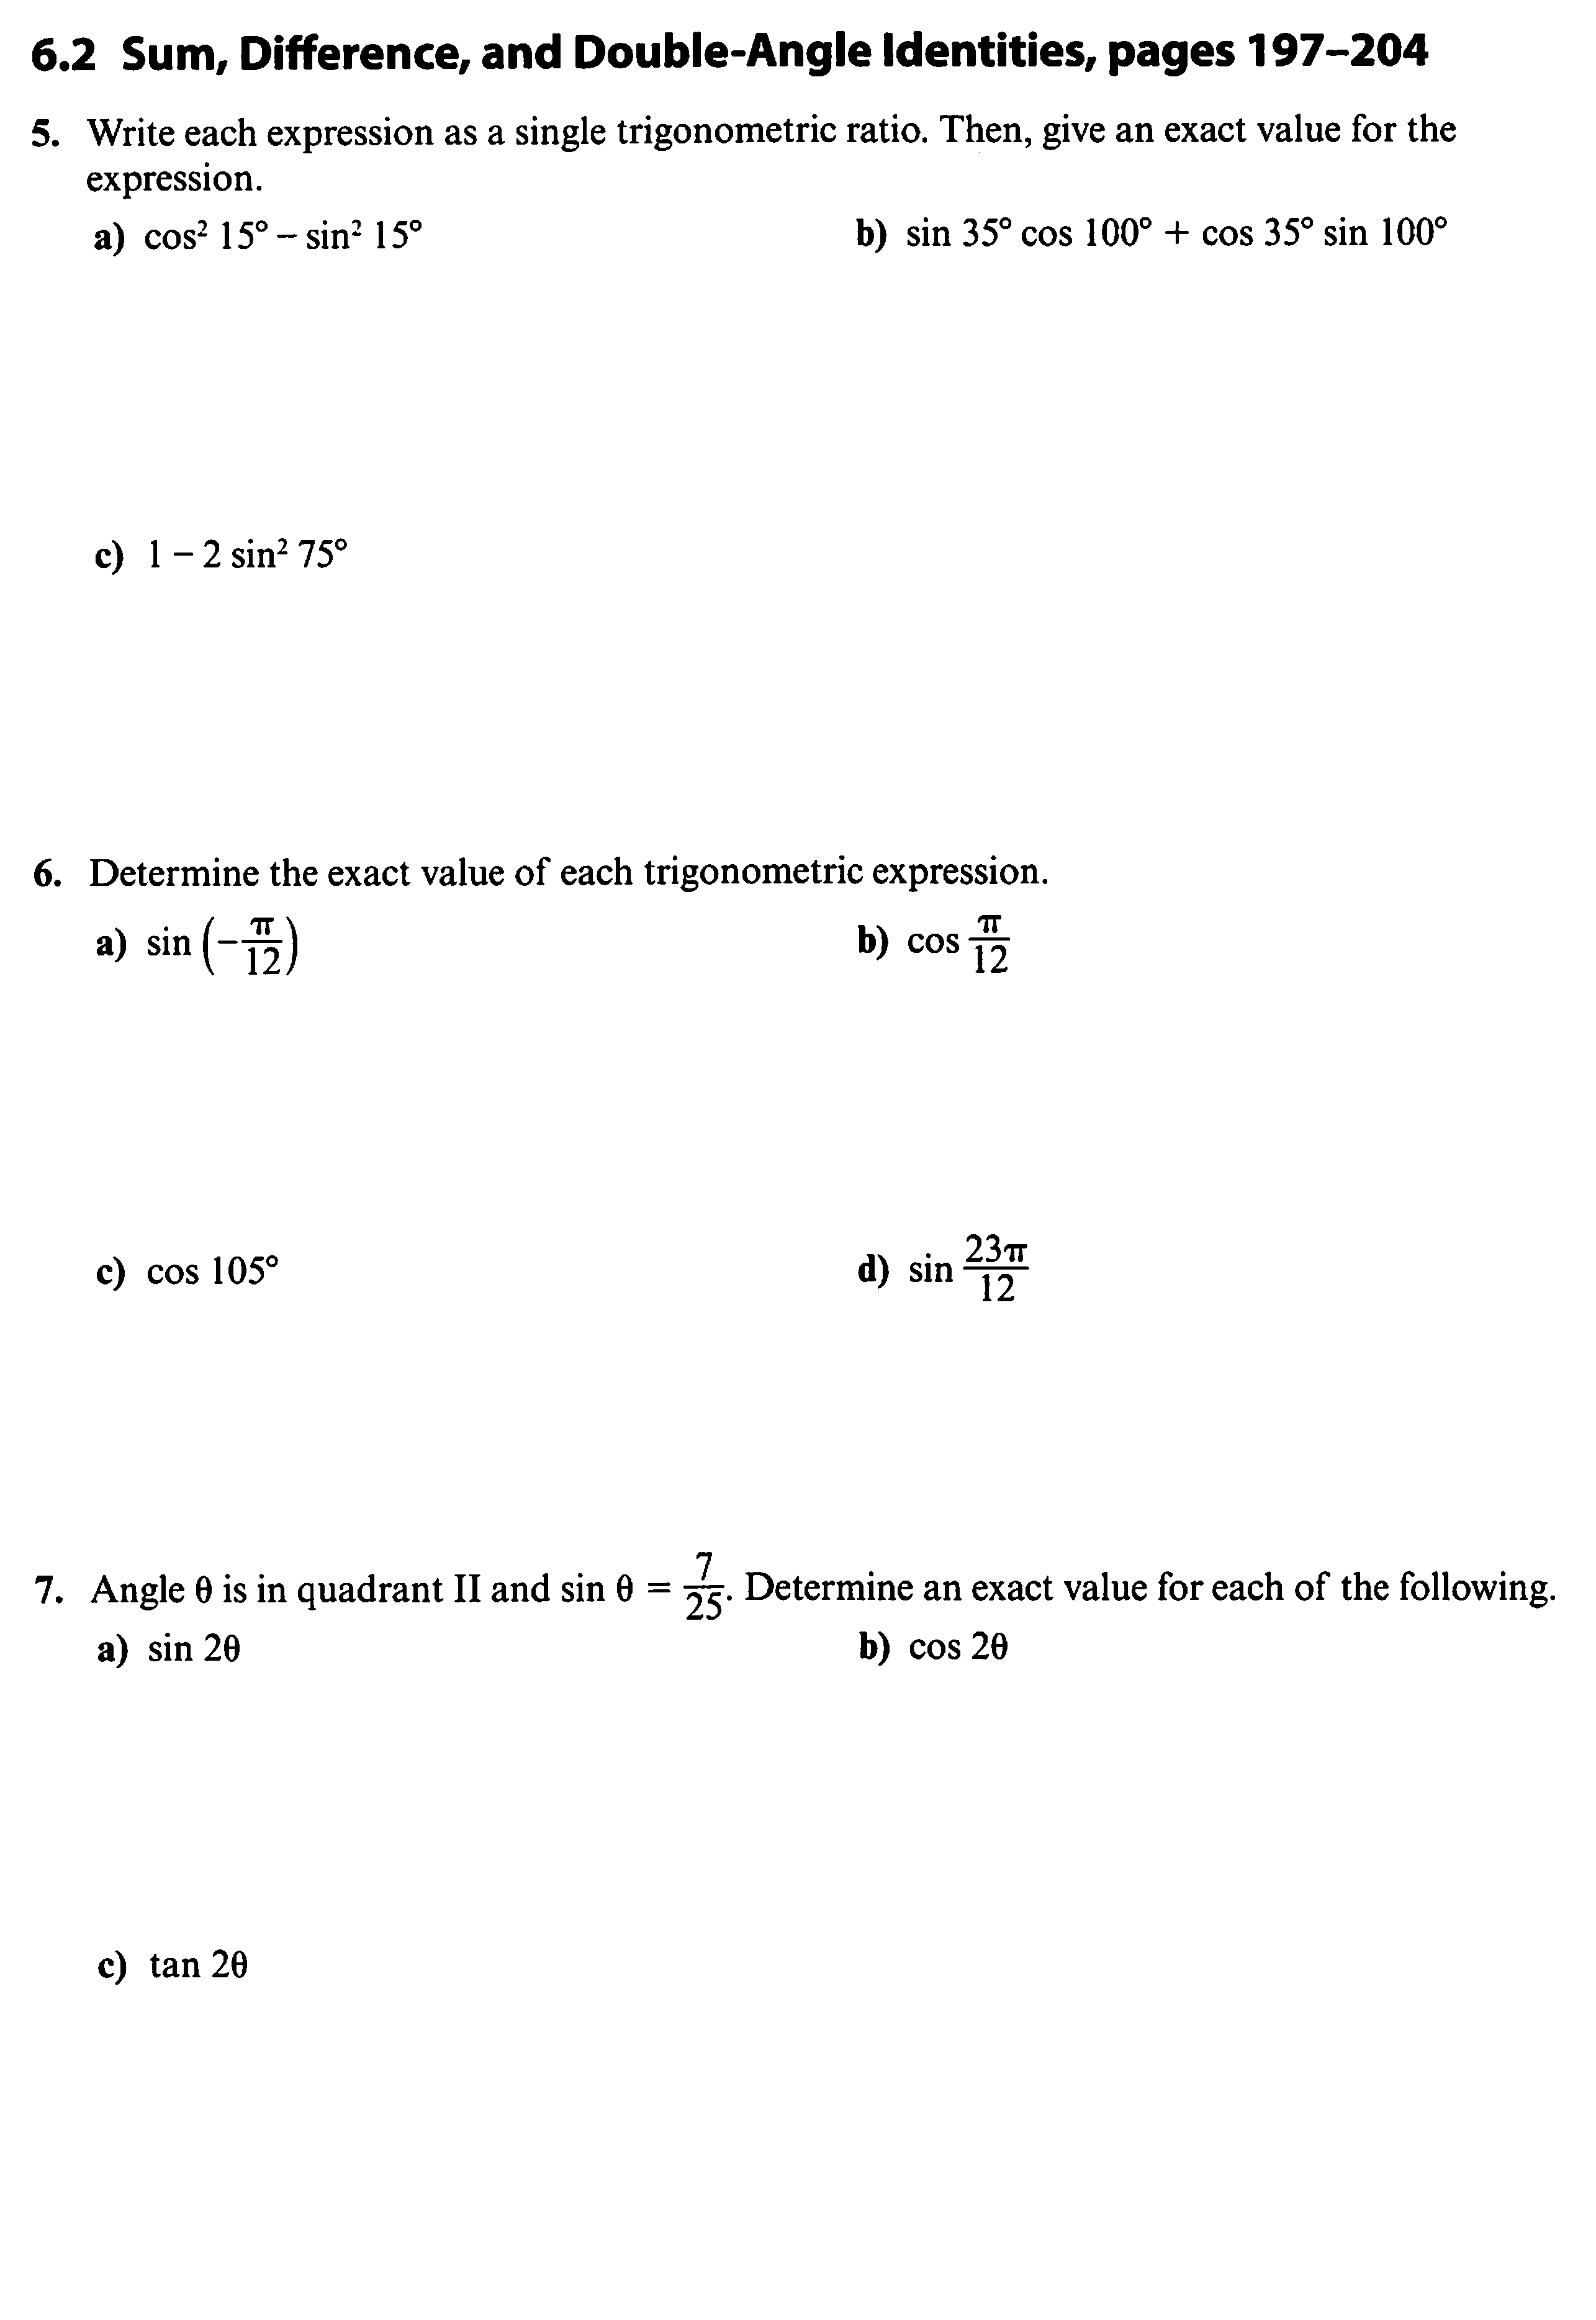 6.2 Sum, Difference, and Double-Angle Identities, pages 197–204
5. Write each expression as a single trigonometric ratio. Then, give an exact value for the
expression.
a) cos² 15° – sin² 15°
b) sin 35° cos 100° + cos 35° sin 100°
c) 1 – 2 sin² 75°
6. Determine the exact value of each trigonometric expression.
a) sin (–π/12)
b) cos π/12
c) cos 105°
d) sin 23π/12
7. Angle θ is in quadrant II and sin θ = 7/25. Determine an exact value for each of the following.
a) sin 2θ
b) cos 2θ
c) tan 2θ